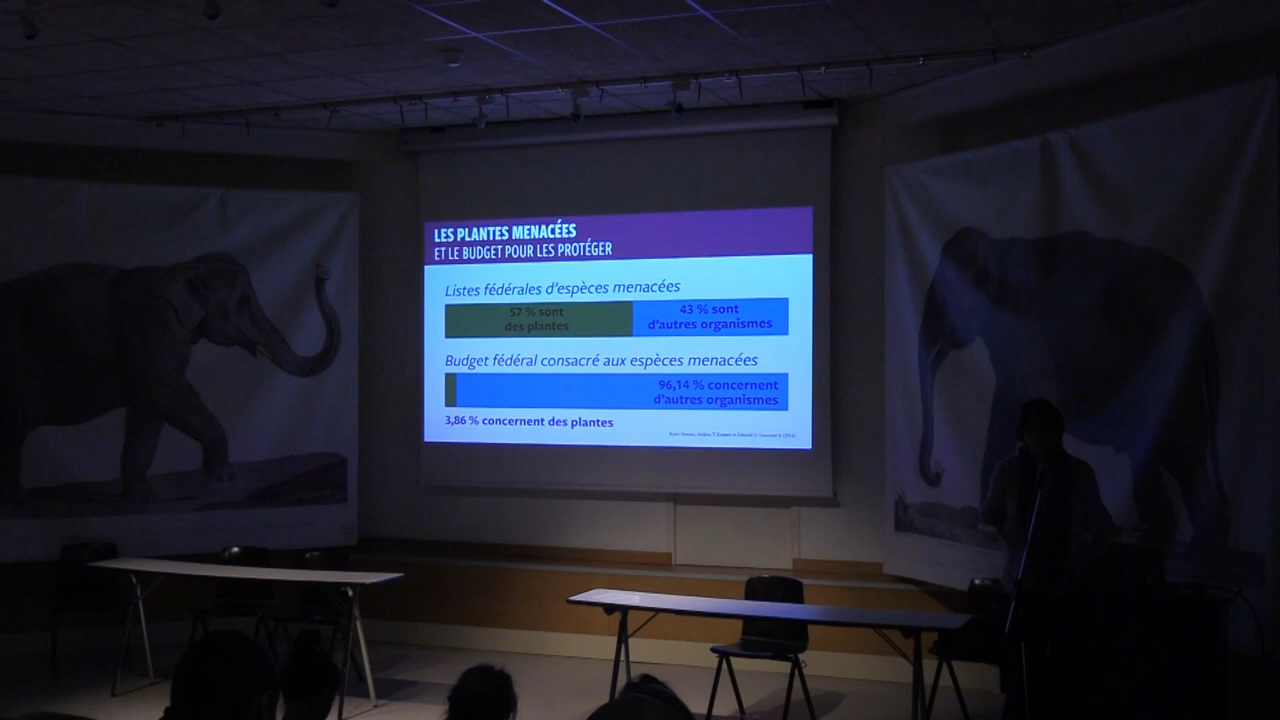 LES PLANTES MENACÉES
ET LE BUDGET POUR LES PROTÉGER
Listes fédérales d'espèces menacées
57 % sont
des plantes
43 % sont
d'autres organismes
Budget fédéral consacré aux espèces menacées
96,14 % concernent
d'autres organismes
3,86 % concernent des plantes